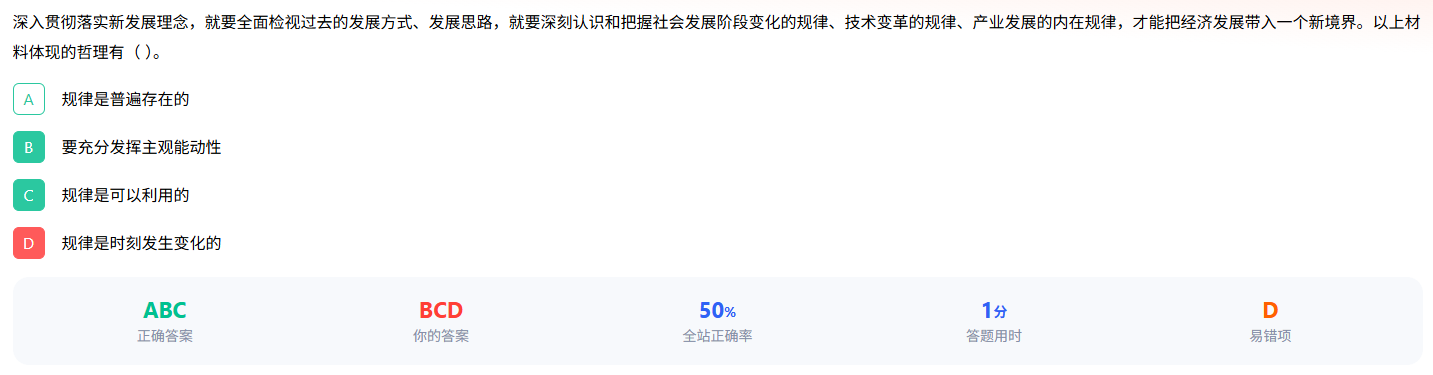 深入贯彻落实新发展理念，就要全面检视过去的发展方式、发展思路，就要深刻认识和把握社会发展阶段变化的规律、技术变革的规律、产业发展的内在规律，才能把经济发展带入一个新境界。以上材
料体现的哲理有（ ）。
A 规律是普遍存在的
B 要充分发挥主观能动性
C 规律是可以利用的
D 规律是时刻发生变化的
ABC BCD 50% 1分 D
正确答案 你的答案 全站正确率 答题用时 易错项